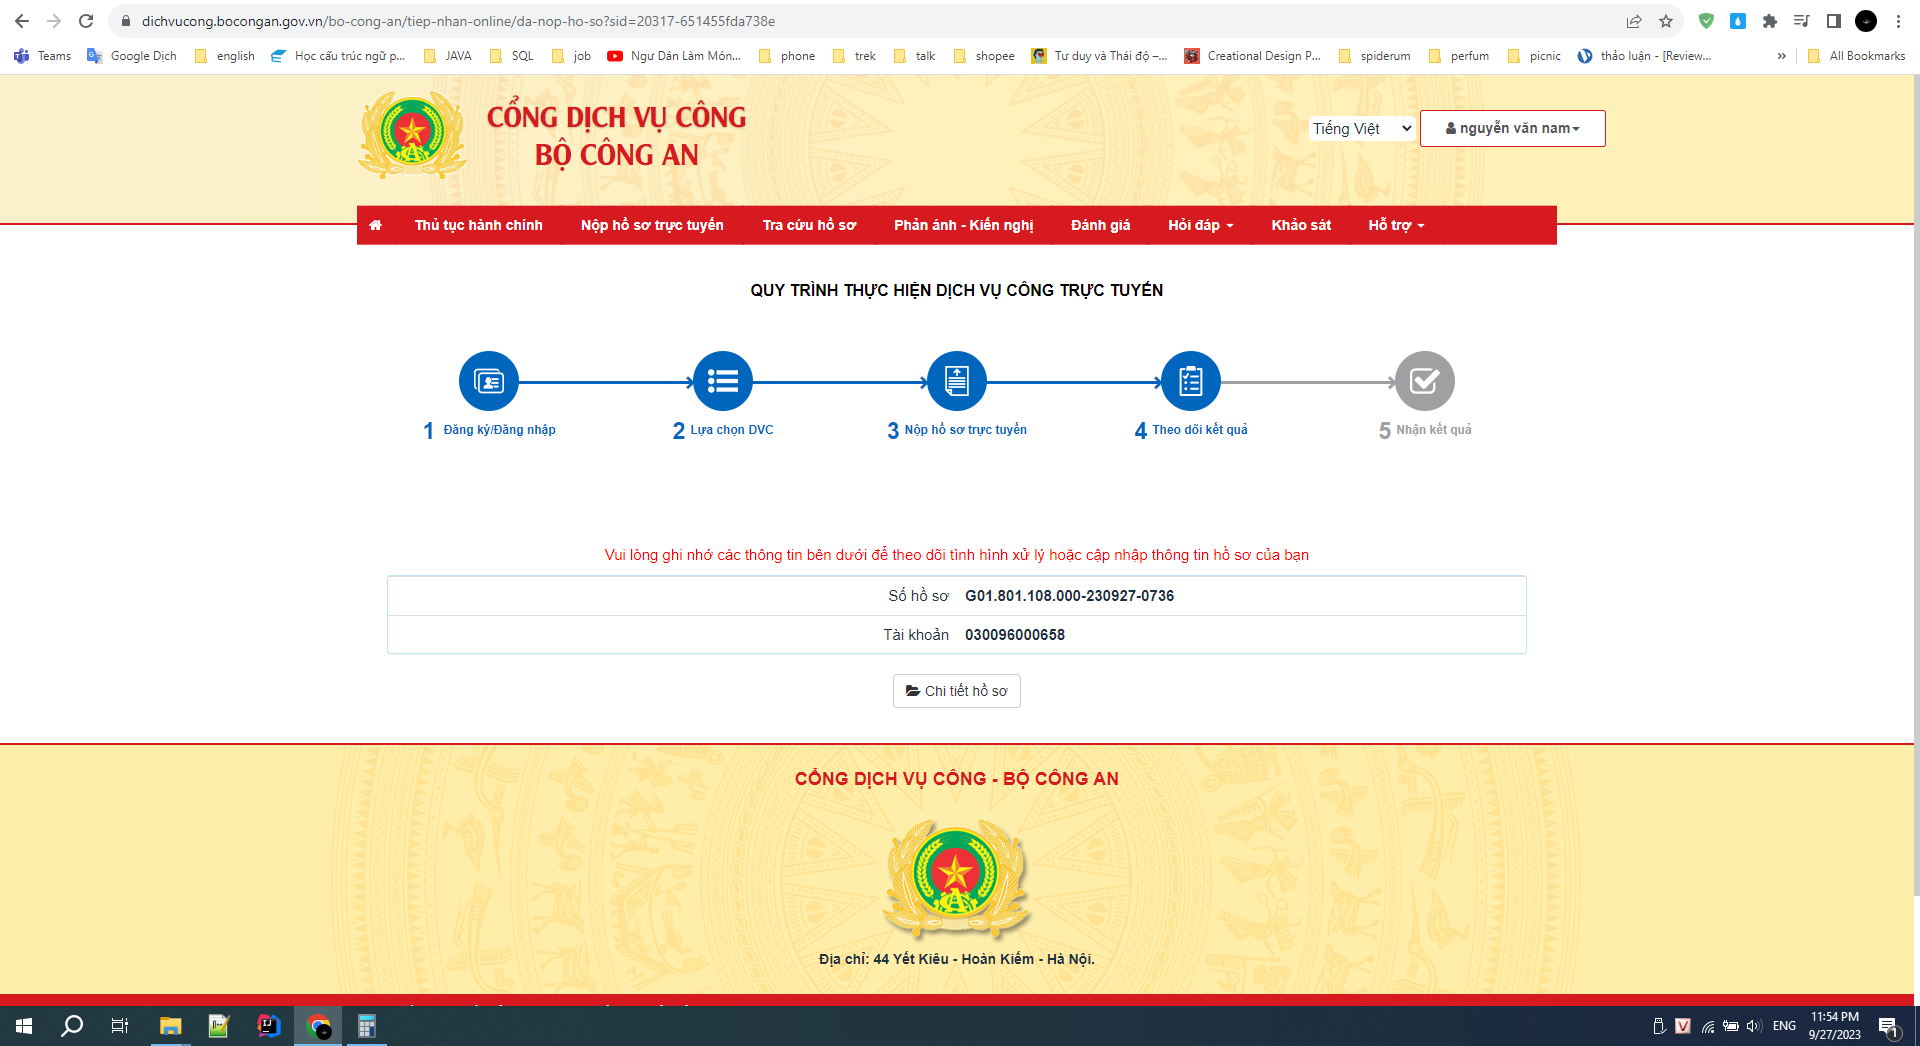 dichvucong.bocongan.gov.vn/bo-cong-an/tiep-nhan-online/da-nop-ho-so?sid=20317-651455fda738e
Teams Google Dịch english Học cấu trúc ngữ p... JAVA SQL job Ngư Dân Làm Món... phone trek talk shopee Tư duy và Thái độ –... Creational Design P... spiderum perfum picnic thảo luận - [Review... » All Bookmarks
CỔNG DỊCH VỤ CÔNG
BỘ CÔNG AN
Tiếng Việt nguyễn văn nam
Thủ tục hành chính Nộp hồ sơ trực tuyến Tra cứu hồ sơ Phản ánh - Kiến nghị Đánh giá Hỏi đáp Khảo sát Hỗ trợ
QUY TRÌNH THỰC HIỆN DỊCH VỤ CÔNG TRỰC TUYẾN
1 Đăng ký/Đăng nhập 2 Lựa chọn DVC 3 Nộp hồ sơ trực tuyến 4 Theo dõi kết quả 5 Nhận kết quả
Vui lòng ghi nhớ các thông tin bên dưới để theo dõi tình hình xử lý hoặc cập nhập thông tin hồ sơ của bạn
Số hồ sơ G01.801.108.000-230927-0736
Tài khoản 030096000658
Chi tiết hồ sơ
CỔNG DỊCH VỤ CÔNG - BỘ CÔNG AN
Địa chỉ: 44 Yết Kiêu - Hoàn Kiếm - Hà Nội.
ENG 11:54 PM
9/27/2023
1